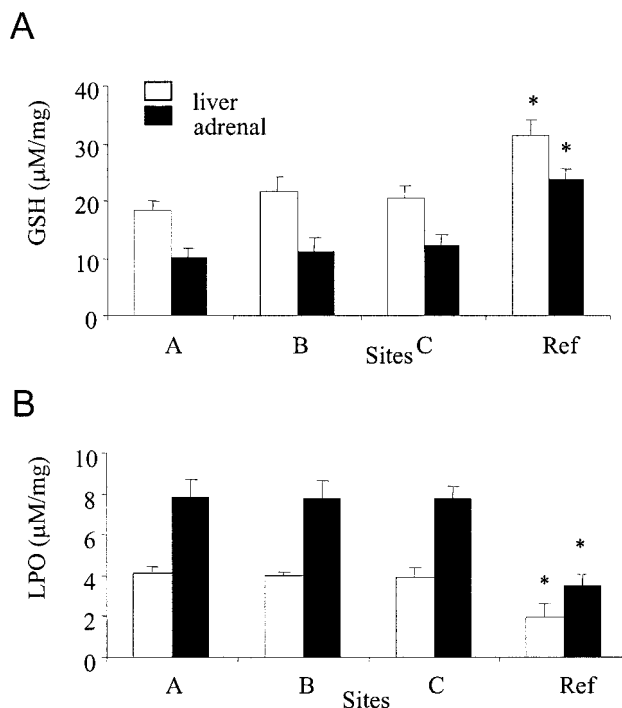 A
40
30
20
10
0
GSH (µM/mg)
liver
adrenal
*
*
A
B
C
Ref
Sites
B
10
8
6
4
2
0
LPO (µM/mg)
*
*
A
B
C
Ref
Sites